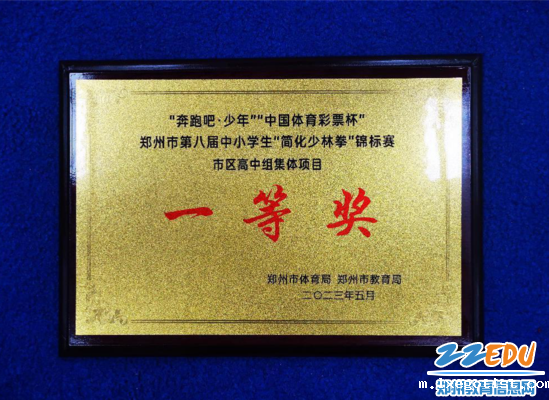 “奔跑吧·少年”“中国体育彩票杯”
郑州市第八届中小学生“简化少林拳”锦标赛
市区高中组集体项目
一等奖
郑州市体育局 郑州市教育局
二〇二三年五月
ZZEDU
郑州教育信息网